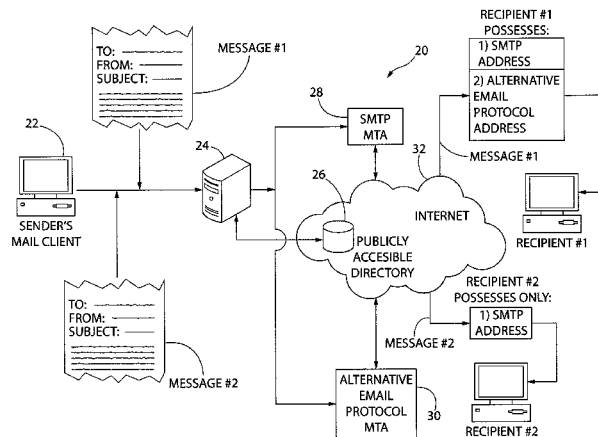 RECIPIENT #1
POSSESSES:
1) SMTP
ADDRESS
2) ALTERNATIVE
EMAIL
PROTOCOL
ADDRESS
TO:
FROM:
SUBJECT:
MESSAGE #1
20
28
SMTP
MTA
22
24
32
MESSAGE #1
26
INTERNET
PUBLICLY
ACCESIBLE
DIRECTORY
SENDER'S
MAIL CLIENT
RECIPIENT #1
RECIPIENT #2
POSSESSES ONLY:
1) SMTP
ADDRESS
TO:
FROM:
SUBJECT:
MESSAGE #2
MESSAGE #2
ALTERNATIVE
EMAIL
PROTOCOL
MTA
30
RECIPIENT #2